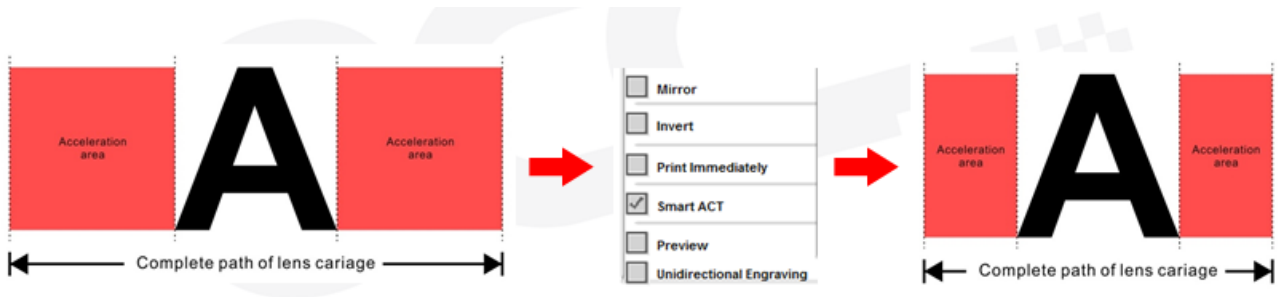 Acceleration
area
A
Acceleration
area
Complete path of lens cariage
Mirror
Invert
Print Immediately
Smart ACT
Preview
Unidirectional Engraving
Acceleration
area
A
Acceleration
area
Complete path of lens cariage